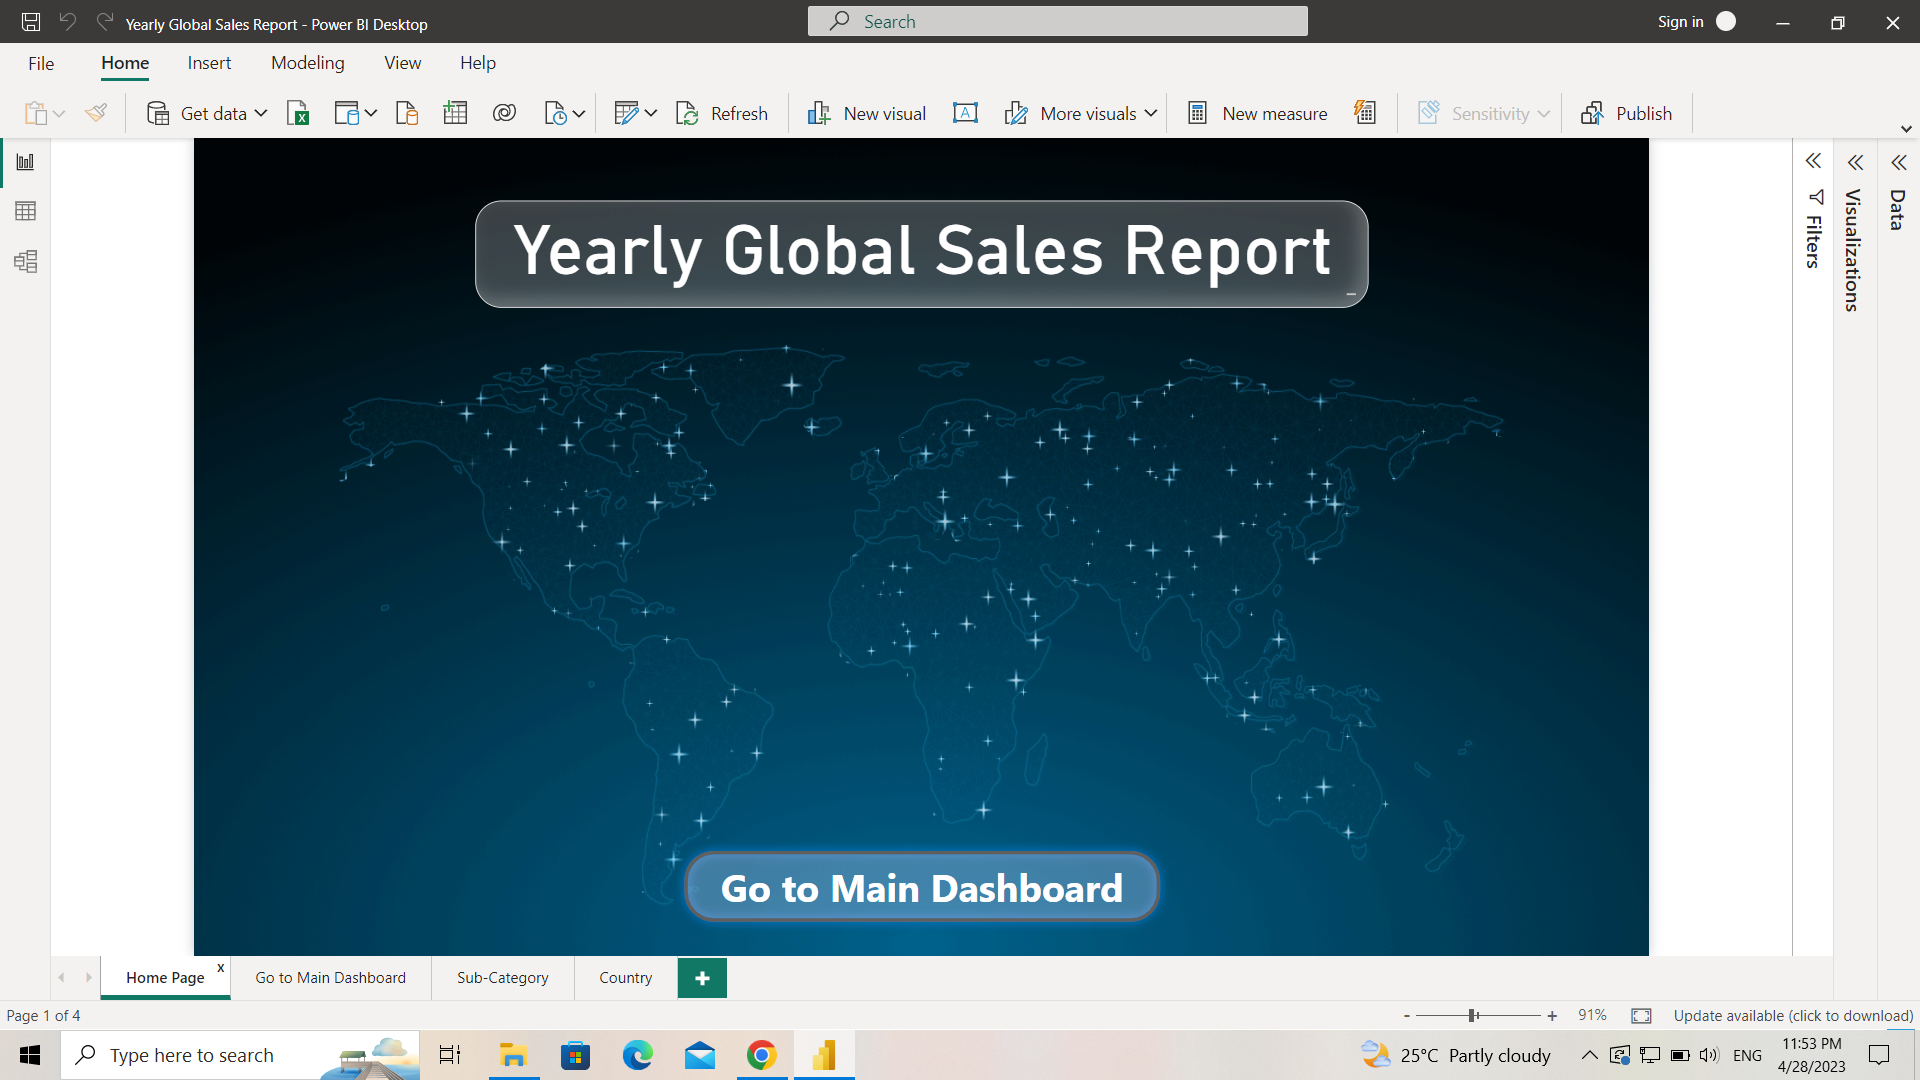 Yearly Global Sales Report - Power BI Desktop
Search
Sign in
File Home Insert Modeling View Help
Get data Refresh New visual A More visuals New measure Sensitivity Publish
Yearly Global Sales Report
Filters
Visualizations
Data
Go to Main Dashboard
Home Page x Go to Main Dashboard Sub-Category Country +
Page 1 of 4
- + 91% Update available (click to download)
Type here to search
25°C Partly cloudy
ENG
11:53 PM
4/28/2023